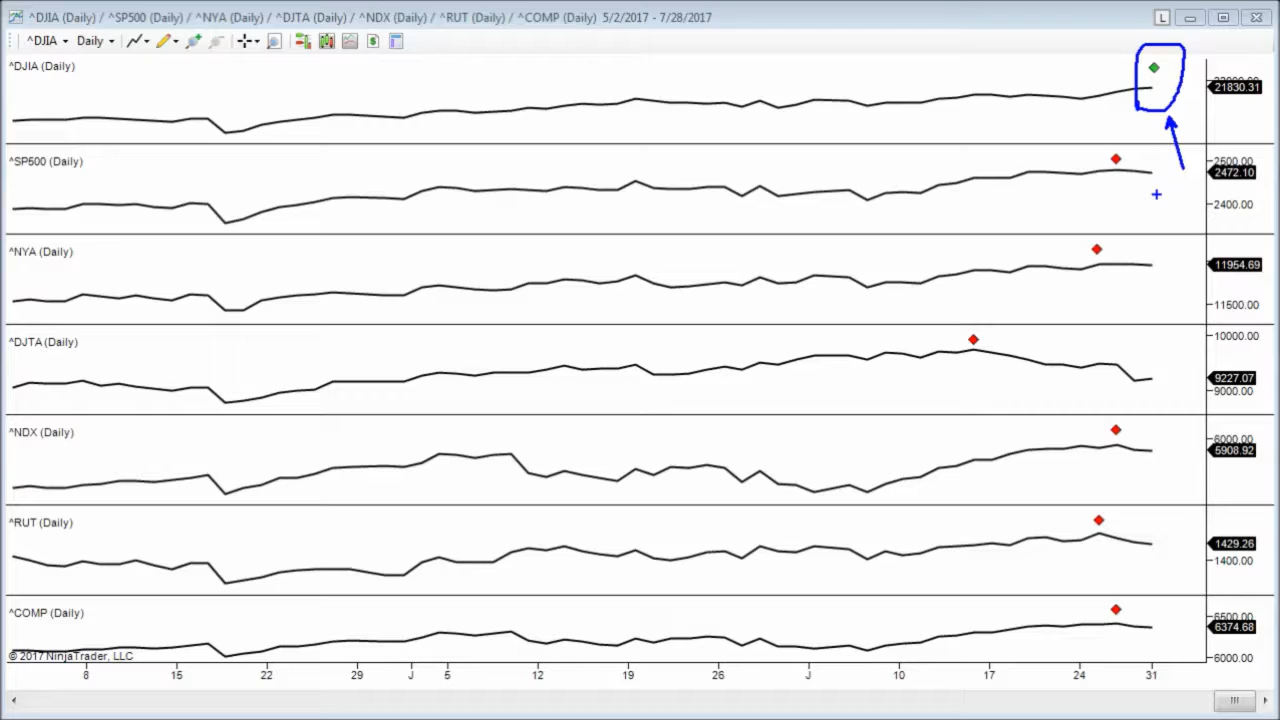 ^DJIA (Daily) / ^SP500 (Daily) / ^NYA (Daily) / ^DJTA (Daily) / ^NDX (Daily) / ^RUT (Daily) / ^COMP (Daily) 5/2/2017 - 7/28/2017
L
^DJIA Daily
^DJIA (Daily)
21830.31
^SP500 (Daily)
2500.00
2472.10
2400.00
^NYA (Daily)
11954.69
11500.00
^DJTA (Daily)
10000.00
9227.07
9000.00
^NDX (Daily)
5908.92
^RUT (Daily)
1429.26
1400.00
^COMP (Daily)
6374.68
6000.00
© 2017 NinjaTrader, LLC
8 15 22 29 J 5 12 19 26 J 10 17 24 31